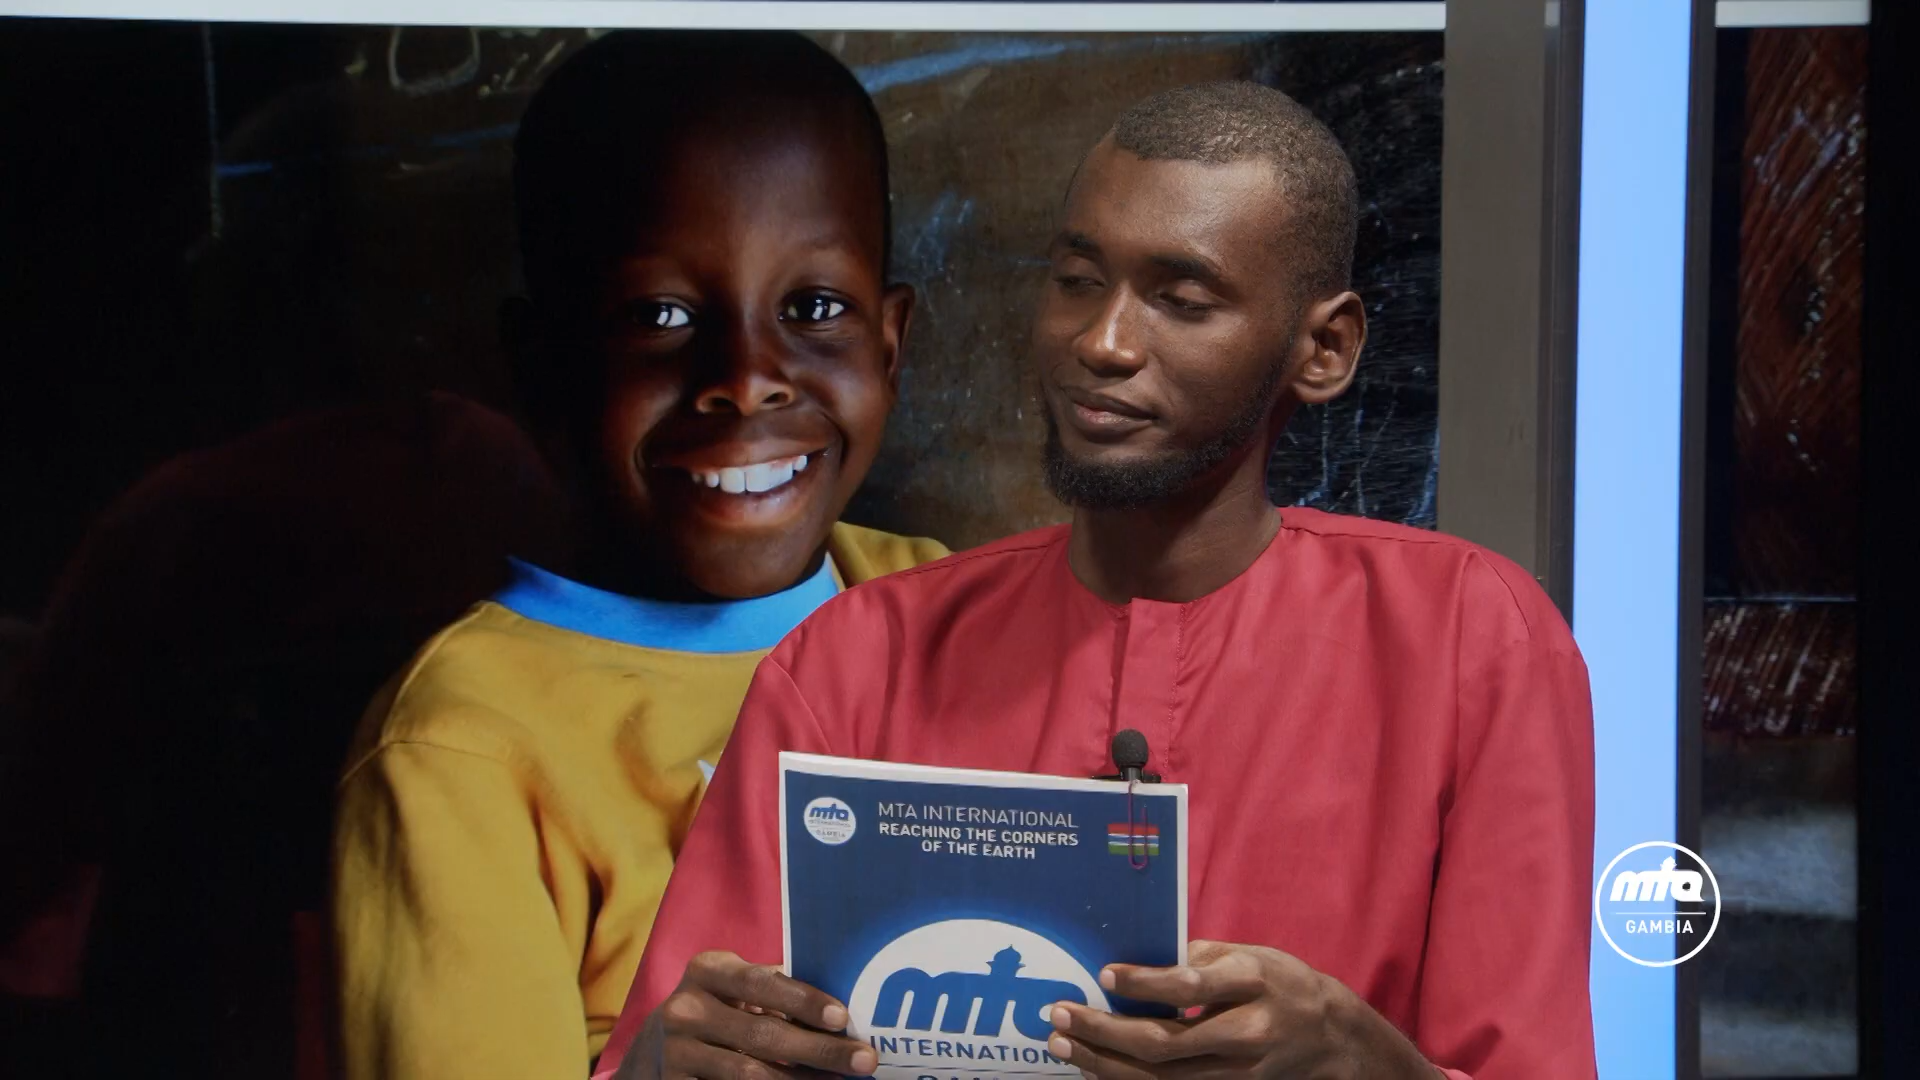 mta
GAMBIA
MTA INTERNATIONAL
REACHING THE CORNERS
OF THE EARTH
mta
INTERNATIONAL
mta
GAMBIA